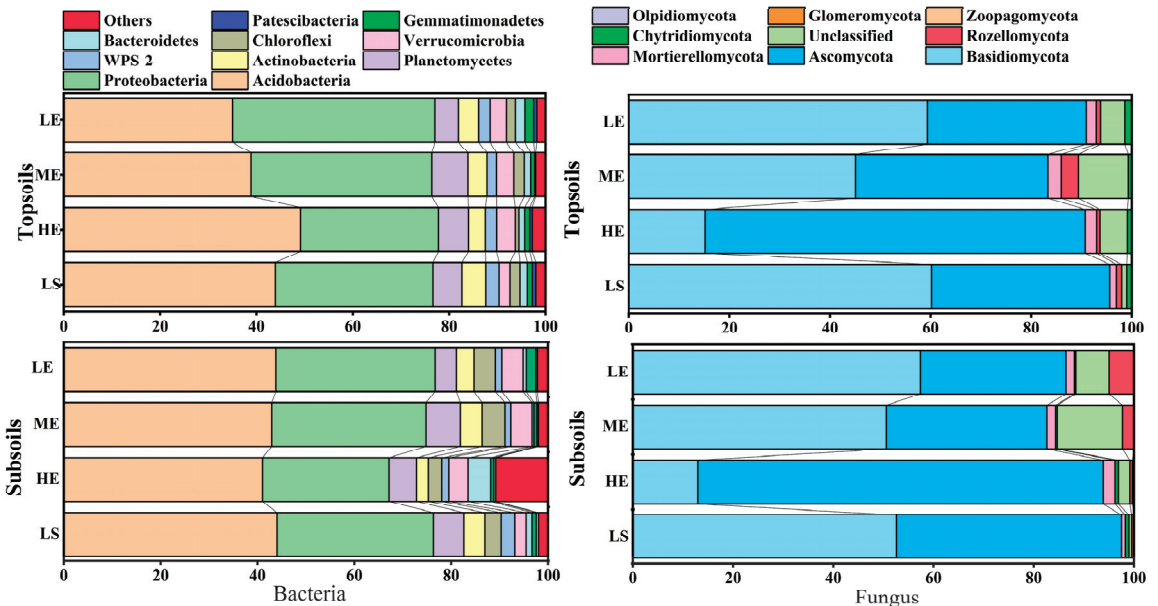 Others Patescibacteria Gemmatimonadetes
Bacteroidetes Chloroflexi Verrucomicrobia
WPS 2 Actinobacteria Planctomycetes
Proteobacteria Acidobacteria
Olpidiomycota Glomeromycota Zoopagomycota
Chytridiomycota Unclassified Rozellomycota
Mortierellomycota Ascomycota Basidiomycota
Topsoils
LE
ME
HE
LS
0 20 40 60 80 100
Topsoils
LE
ME
HE
LS
0 20 40 60 80 100
Subsoils
LE
ME
HE
LS
0 20 40 60 80 100
Bacteria
Subsoils
LE
ME
HE
LS
0 20 40 60 80 100
Fungus